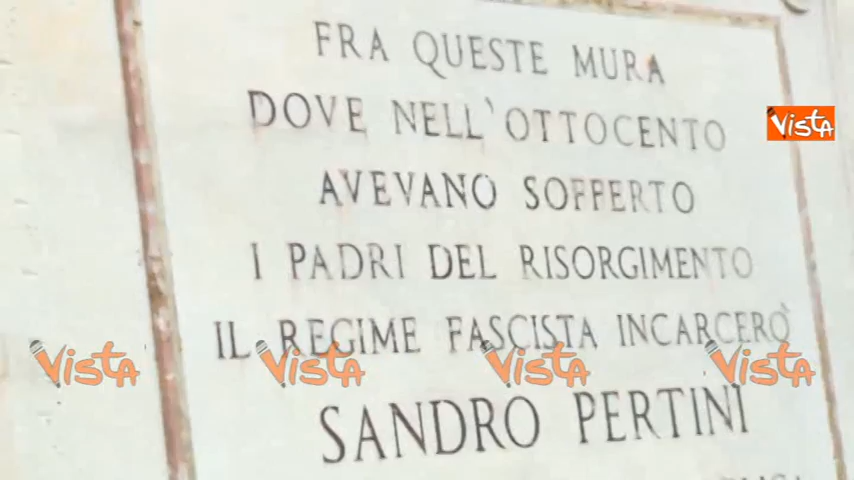 FRA QUESTE MURA
DOVE NELL'OTTOCENTO
AVEVANO SOFFERTO
I PADRI DEL RISORGIMENTO
IL REGIME FASCISTA INCARCERÒ
SANDRO PERTINI
VISTA
VISTA
VISTA
VISTA
VISTA